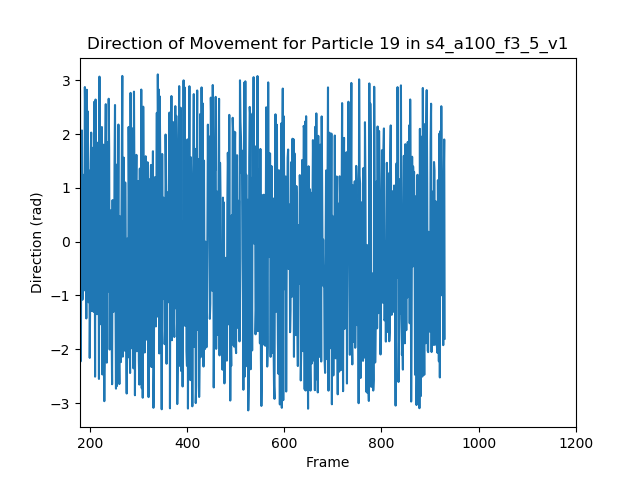 Direction of Movement for Particle 19 in s4_a100_f3_5_v1
3
2
1
0
−1
−2
−3
Direction (rad)
200 400 600 800 1000 1200
Frame